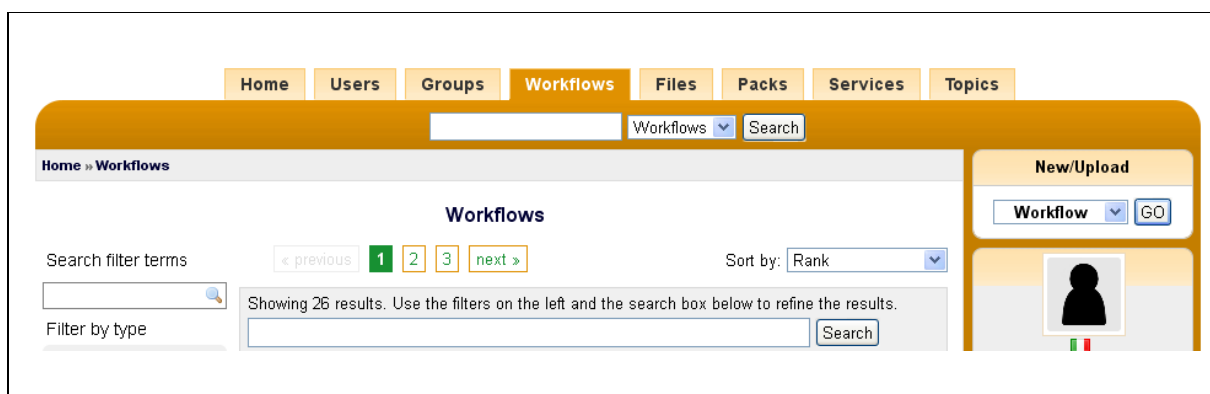 Home Users Groups Workflows Files Packs Services Topics
Workflows Search
Home » Workflows
New/Upload
Workflow GO
Workflows
Search filter terms
« previous 1 2 3 next »
Sort by: Rank
Showing 26 results. Use the filters on the left and the search box below to refine the results.
Filter by type
Search